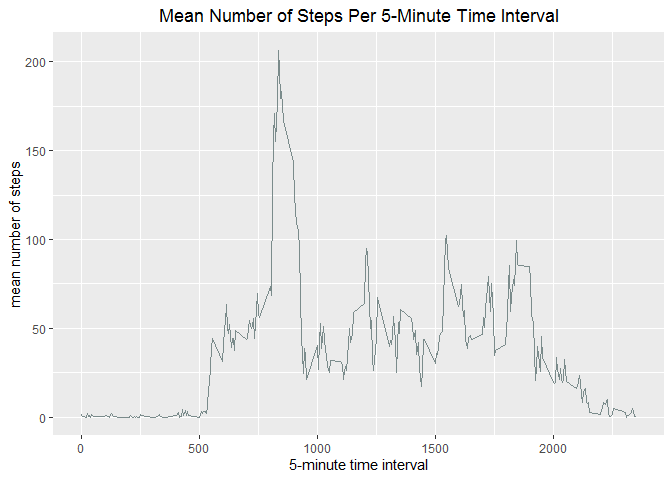 Mean Number of Steps Per 5-Minute Time Interval
mean number of steps
200
150
100
50
0
0 500 1000 1500 2000
5-minute time interval